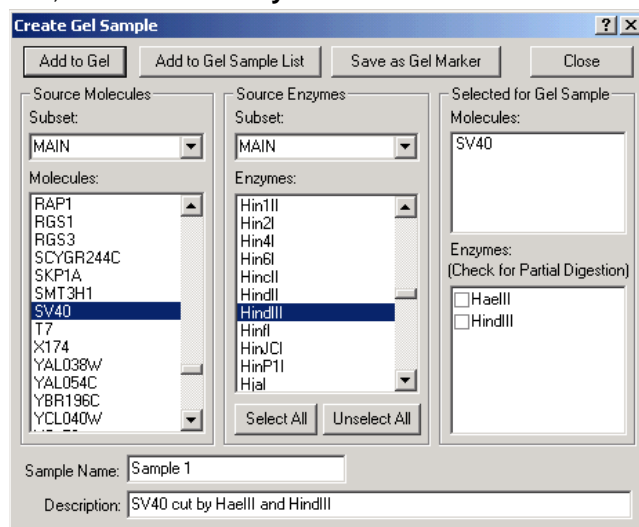 Create Gel Sample
Add to Gel Add to Gel Sample List Save as Gel Marker Close
Source Molecules
Subset:
MAIN
Molecules:
RAP1
RGS1
RGS3
SCYGR244C
SKP1A
SMT3H1
SV40
T7
X174
YAL038W
YAL054C
YBR196C
YCL040W
Source Enzymes
Subset:
MAIN
Enzymes:
Hin1II
Hin2I
Hin4I
Hin6I
HincII
HindII
HindIII
HinfI
HinJCI
HinP1I
HjaI
Select All Unselect All
Selected for Gel Sample
Molecules:
SV40
Enzymes:
(Check for Partial Digestion)
HaeIII
HindIII
Sample Name: Sample 1
Description: SV40 cut by HaeIII and HindIII